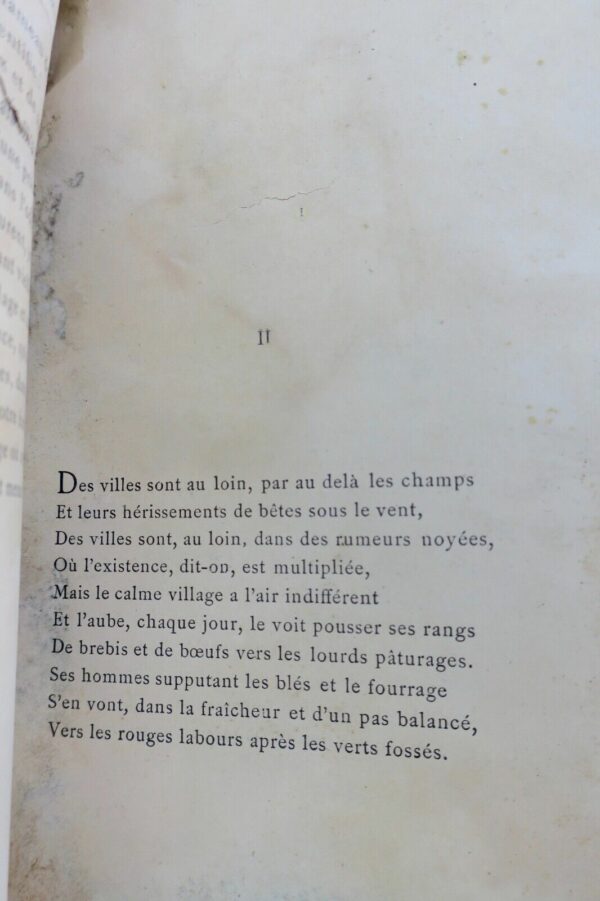 II
Des villes sont au loin, par au delà les champs
Et leurs hérissements de bêtes sous le vent,
Des villes sont, au loin, dans des rumeurs noyées,
Où l'existence, dit-on, est multipliée,
Mais le calme village a l'air indifférent
Et l'aube, chaque jour, le voit pousser ses rangs
De brebis et de bœufs vers les lourds pâturages.
Ses hommes supputant les blés et le fourrage
S'en vont, dans la fraîcheur et d'un pas balancé,
Vers les rouges labours après les verts fossés.